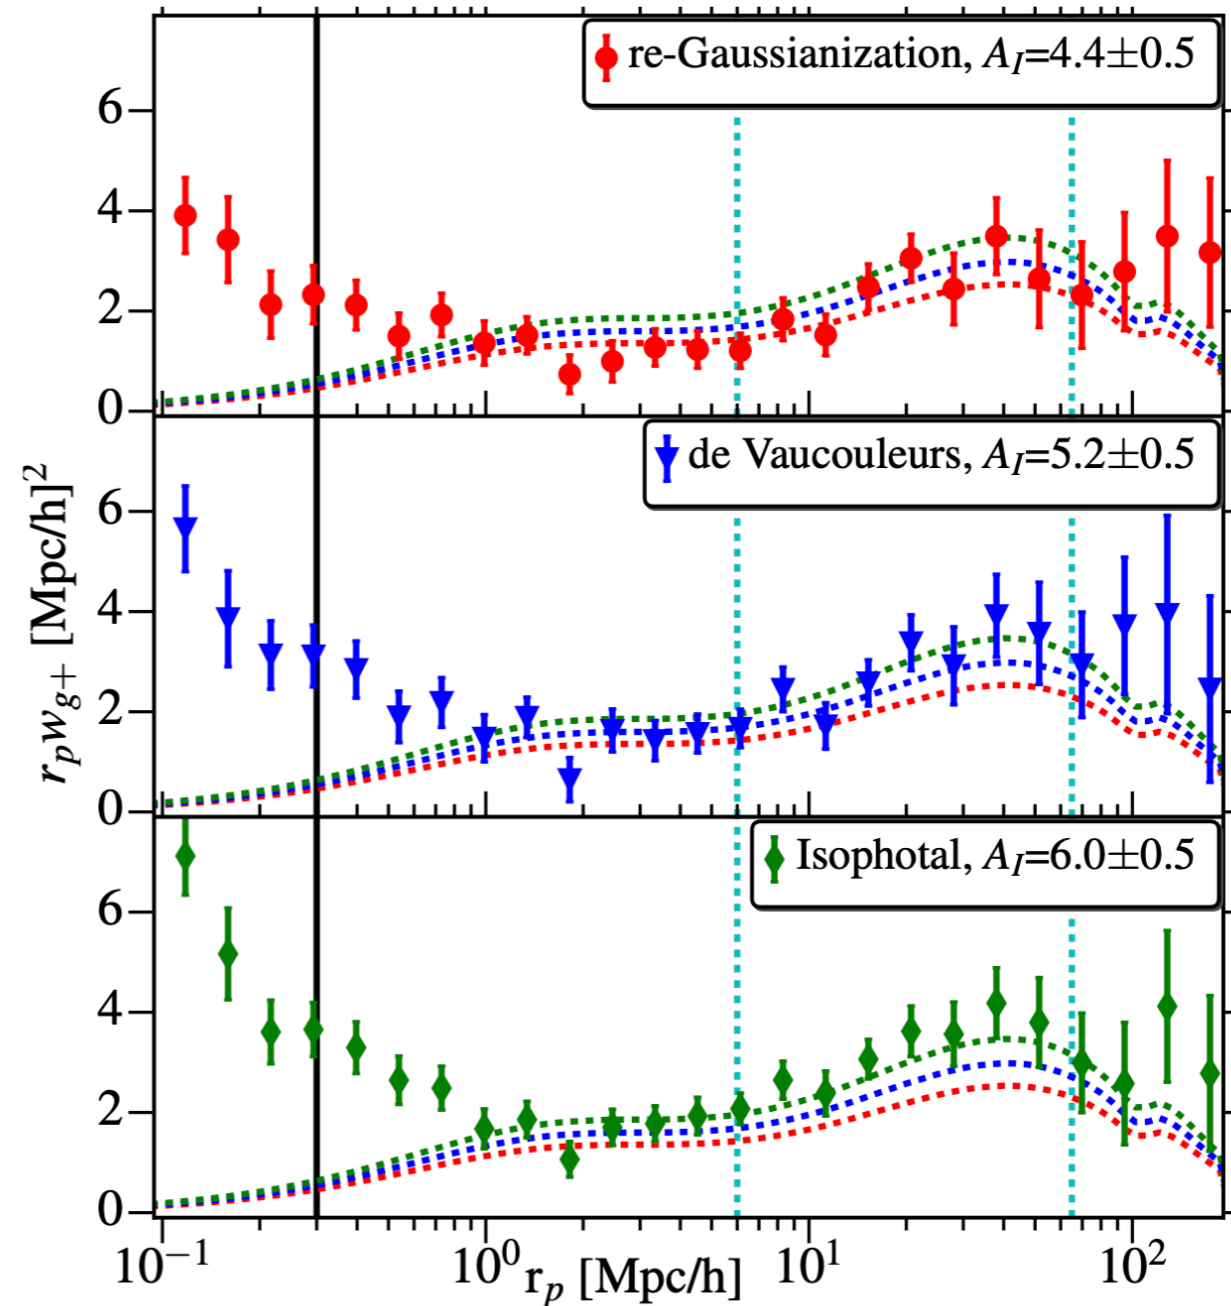 re-Gaussianization, A_I=4.4±0.5
6
4
2
0
de Vaucouleurs, A_I=5.2±0.5
6
4
2
0
Isophotal, A_I=6.0±0.5
6
4
2
0
r_p w_{g+} [Mpc/h]^2
10^{−1} 10^0 10^1 10^2
r_p [Mpc/h]